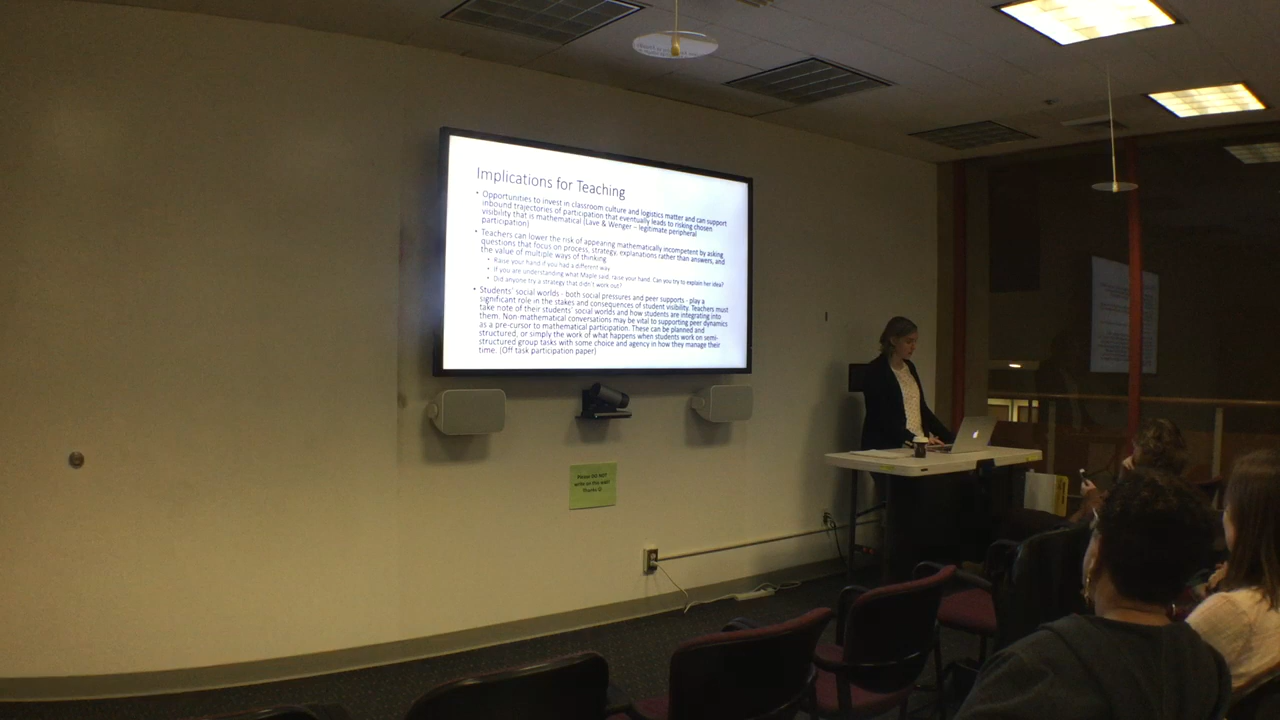 Implications for Teaching
• Opportunities to invest in classroom culture and logistics matter and can support
inbound trajectories of participation that eventually leads to risking chosen
visibility that is mathematical (Lave & Wenger – legitimate peripheral
participation)
• Teachers can lower the risk of appearing mathematically incompetent by asking
questions that focus on process, strategy, explanations rather than answers, and
the value of multiple ways of thinking
• Raise your hand if you had a different way
• If you are understanding what Maple said, raise your hand. Can you try to explain her idea?
• Did anyone try a strategy that didn't work out?
• Students' social worlds - both social pressures and peer supports - play a
significant role in the stakes and consequences of student visibility. Teachers must
take note of their students' social worlds and how students are integrating into
them. Non-mathematical conversations may be vital to supporting peer dynamics
as a pre-cursor to mathematical participation. These can be planned and
structured, or simply the work of what happens when students work on semi-
structured group tasks with some choice and agency in how they manage their
time. (Off task participation paper)
Please DO NOT
write on this wall!
Thanks ☺